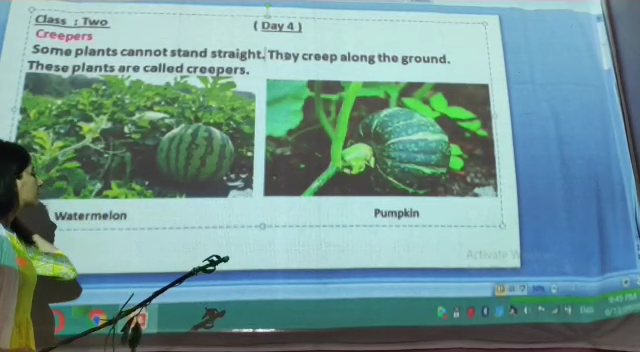 Class : Two
( Day 4 )
Creepers
Some plants cannot stand straight. They creep along the ground.
These plants are called creepers.
Watermelon
Pumpkin
Activate W